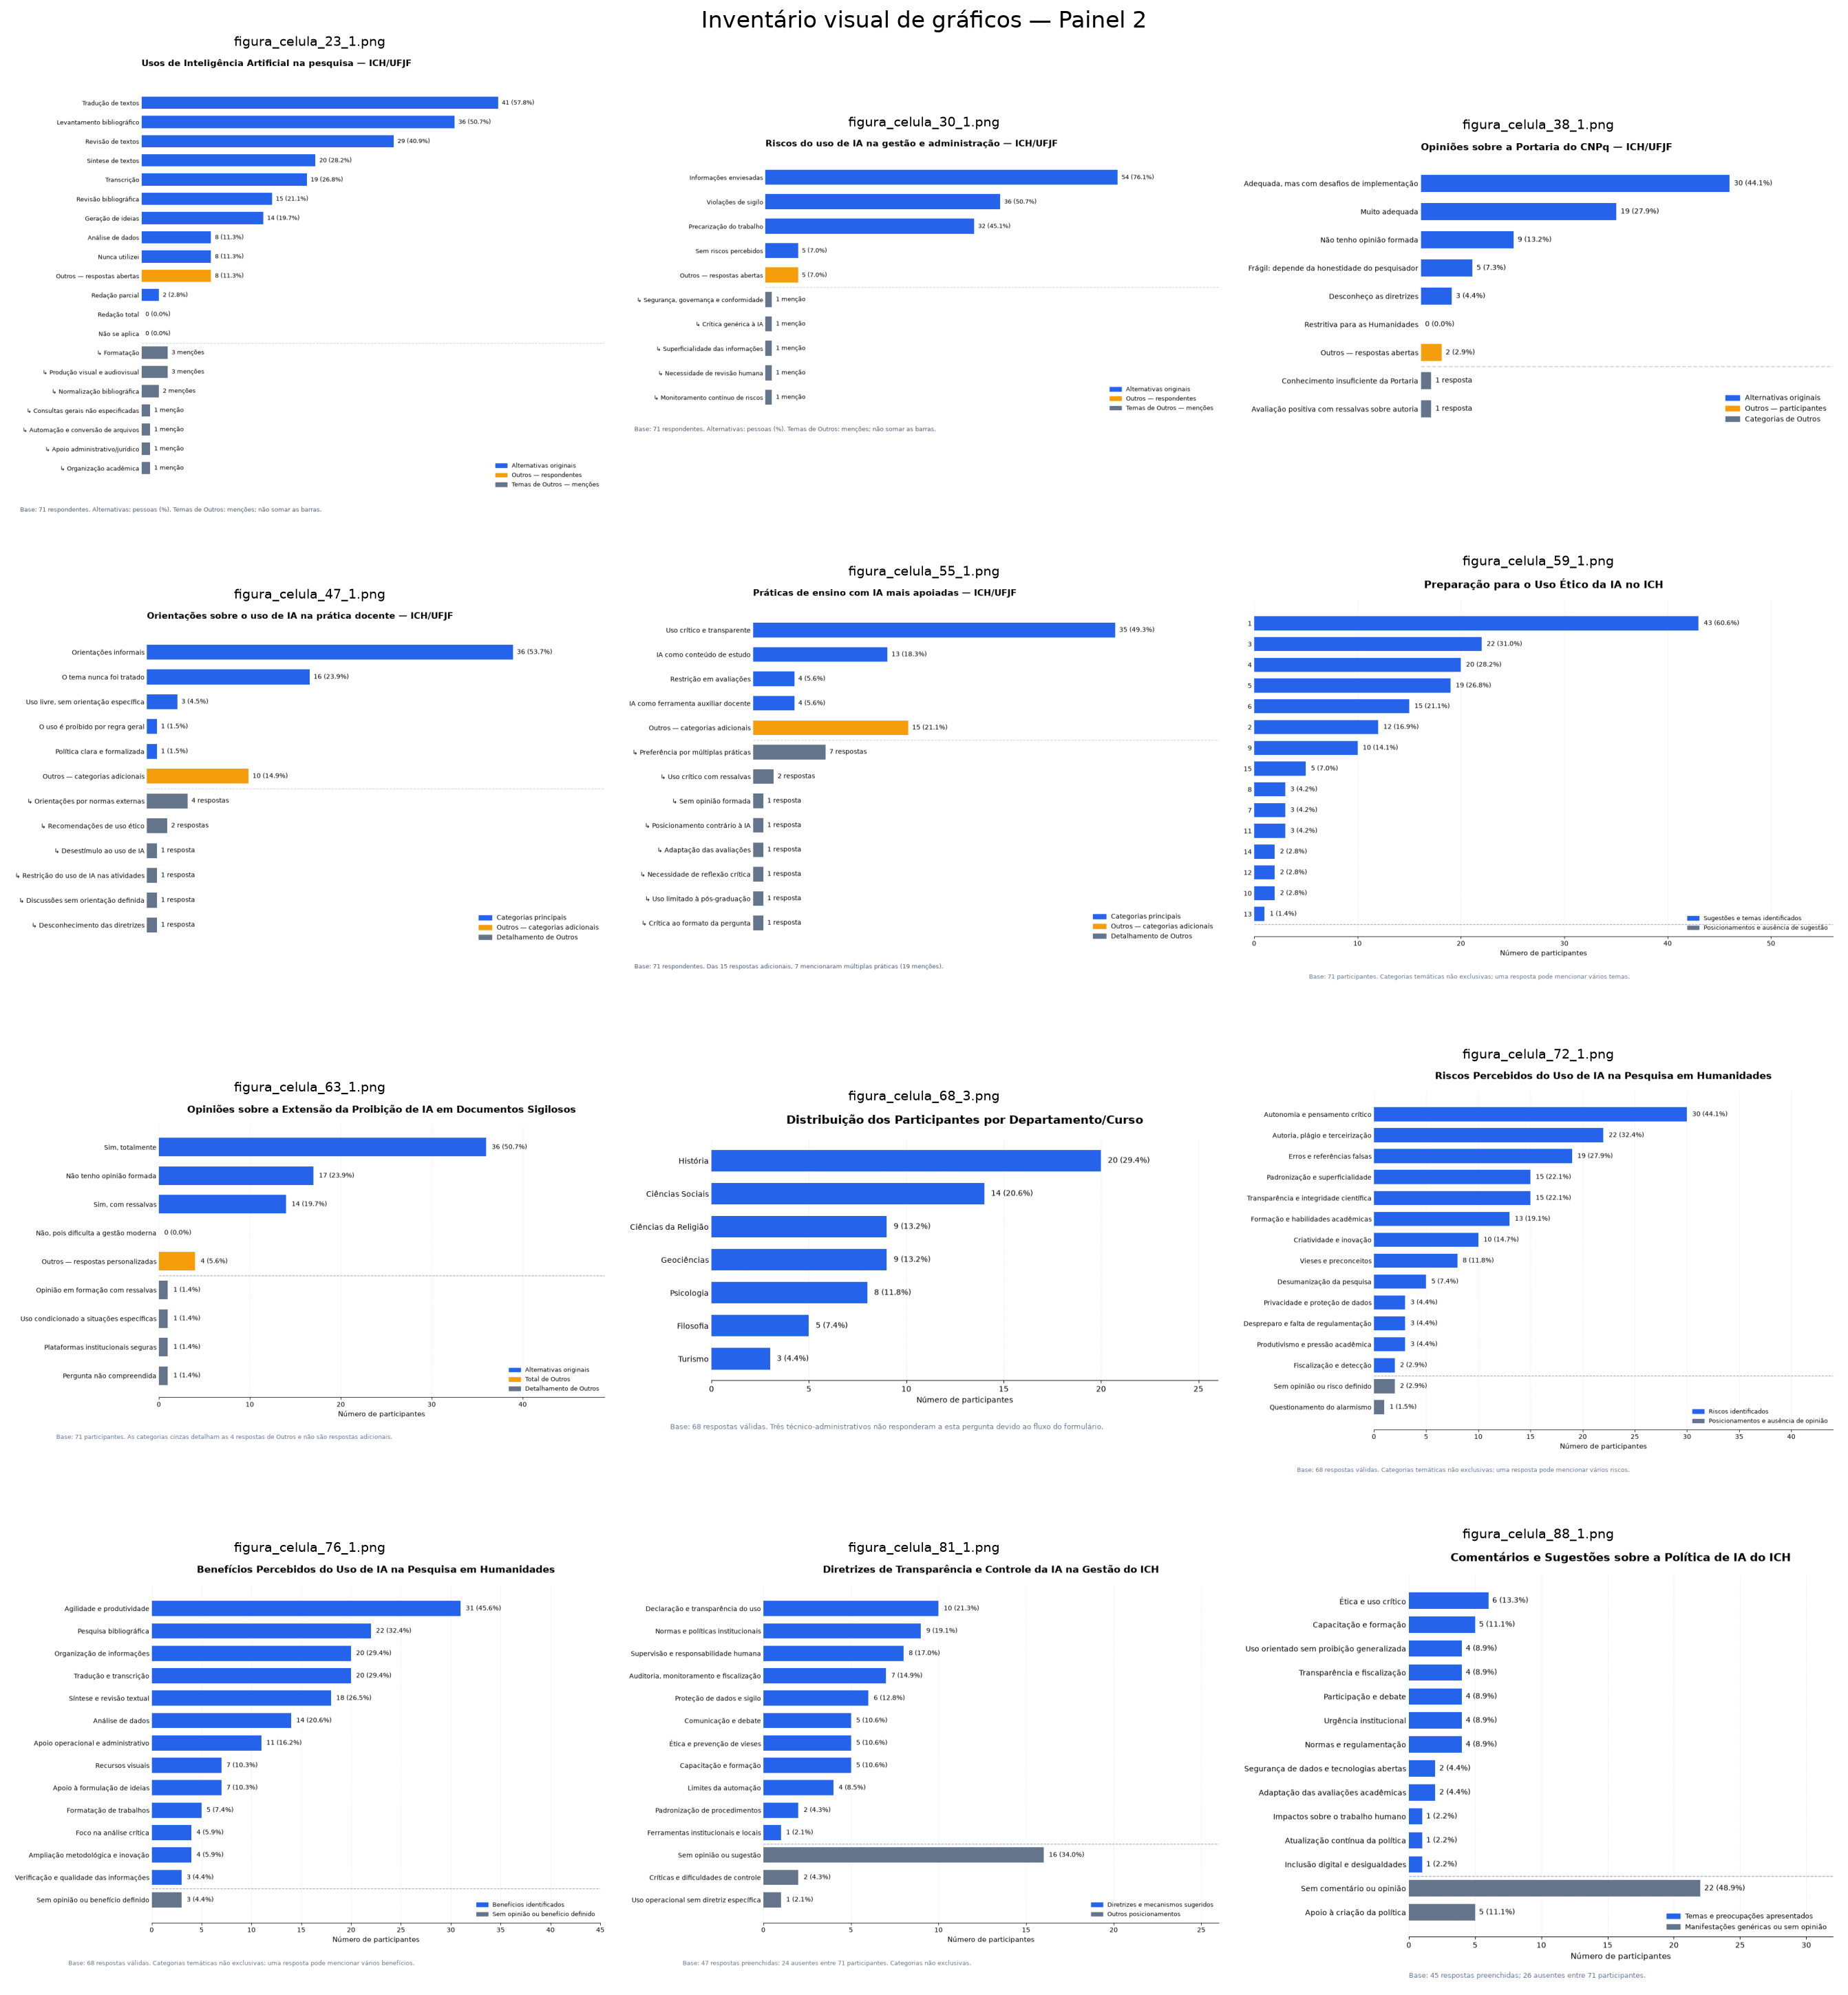 Inventário visual de gráficos — Painel 2
figura_celula_23_1.png
Usos de Inteligência Artificial na pesquisa — ICH/UFJF
Tradução de textos 41 (57.8%)
Levantamento bibliográfico 36 (50.7%)
Revisão de textos 29 (40.9%)
Síntese de textos 20 (28.2%)
Transcrição 19 (26.8%)
Revisão bibliográfica 15 (21.1%)
Geração de ideias 14 (19.7%)
Análise de dados 8 (11.3%)
Nunca utilizei 8 (11.3%)
Outros — respostas abertas 8 (11.3%)
Redação parcial 2 (2.8%)
Redação total 0 (0.0%)
Não se aplica 0 (0.0%)
↳ Formatação 3 menções
↳ Produção visual e audiovisual 3 menções
↳ Normalização bibliográfica 2 menções
↳ Consultas gerais não especificadas 1 menção
↳ Automação e conversão de arquivos 1 menção
↳ Apoio administrativo/jurídico 1 menção
↳ Organização acadêmica 1 menção
Alternativas originais
Outros — respondentes
Temas de Outros — menções
Base: 71 respondentes. Alternativas: pessoas (%). Temas de Outros: menções; não somar as barras.
figura_celula_30_1.png
Riscos do uso de IA na gestão e administração — ICH/UFJF
Informações enviesadas 54 (76.1%)
Violações de sigilo 36 (50.7%)
Precarização do trabalho 32 (45.1%)
Sem riscos percebidos 5 (7.0%)
Outros — respostas abertas 5 (7.0%)
↳ Segurança, governança e conformidade 1 menção
↳ Crítica genérica à IA 1 menção
↳ Superficialidade das informações 1 menção
↳ Necessidade de revisão humana 1 menção
↳ Monitoramento contínuo de riscos 1 menção
Alternativas originais
Outros — respondentes
Temas de Outros — menções
Base: 71 respondentes. Alternativas: pessoas (%). Temas de Outros: menções; não somar as barras.
figura_celula_38_1.png
Opiniões sobre a Portaria do CNPq — ICH/UFJF
Adequada, mas com desafios de implementação 30 (44.1%)
Muito adequada 19 (27.9%)
Não tenho opinião formada 9 (13.2%)
Frágil: depende da honestidade do pesquisador 5 (7.3%)
Desconheço as diretrizes 3 (4.4%)
Restritiva para as Humanidades 0 (0.0%)
Outros — respostas abertas 2 (2.9%)
Conhecimento insuficiente da Portaria 1 resposta
Avaliação positiva com ressalvas sobre autoria 1 resposta
Alternativas originais
Outros — participantes
Categorias de Outros
figura_celula_47_1.png
Orientações sobre o uso de IA na prática docente — ICH/UFJF
Orientações informais 36 (53.7%)
O tema nunca foi tratado 16 (23.9%)
Uso livre, sem orientação específica 3 (4.5%)
O uso é proibido por regra geral 1 (1.5%)
Política clara e formalizada 1 (1.5%)
Outros — categorias adicionais 10 (14.9%)
↳ Orientações por normas externas 4 respostas
↳ Recomendações de uso ético 2 respostas
↳ Desestímulo ao uso de IA 1 resposta
↳ Restrição do uso de IA nas atividades 1 resposta
↳ Discussões sem orientação definida 1 resposta
↳ Desconhecimento das diretrizes 1 resposta
Categorias principais
Outros — categorias adicionais
Detalhamento de Outros
figura_celula_55_1.png
Práticas de ensino com IA mais apoiadas — ICH/UFJF
Uso crítico e transparente 35 (49.3%)
IA como conteúdo de estudo 13 (18.3%)
Restrição em avaliações 4 (5.6%)
IA como ferramenta auxiliar docente 4 (5.6%)
Outros — categorias adicionais 15 (21.1%)
↳ Preferência por múltiplas práticas 7 respostas
↳ Uso crítico com ressalvas 2 respostas
↳ Sem opinião formada 1 resposta
↳ Posicionamento contrário à IA 1 resposta
↳ Adaptação das avaliações 1 resposta
↳ Necessidade de reflexão crítica 1 resposta
↳ Uso limitado à pós-graduação 1 resposta
↳ Crítica ao formato da pergunta 1 resposta
Categorias principais
Outros — categorias adicionais
Detalhamento de Outros
Base: 71 respondentes. Das 15 respostas adicionais, 7 mencionaram múltiplas práticas (19 menções).
figura_celula_59_1.png
Preparação para o Uso Ético da IA no ICH
1 43 (60.6%)
3 22 (31.0%)
4 20 (28.2%)
5 19 (26.8%)
6 15 (21.1%)
2 12 (16.9%)
9 10 (14.1%)
15 5 (7.0%)
8 3 (4.2%)
7 3 (4.2%)
11 3 (4.2%)
14 2 (2.8%)
12 2 (2.8%)
10 2 (2.8%)
13 1 (1.4%)
Sugestões e temas identificados
Posicionamentos e ausência de sugestão
0 10 20 30 40 50
Número de participantes
Base: 71 participantes. Categorias temáticas não exclusivas; uma resposta pode mencionar vários temas.
figura_celula_63_1.png
Opiniões sobre a Extensão da Proibição de IA em Documentos Sigilosos
Sim, totalmente 36 (50.7%)
Não tenho opinião formada 17 (23.9%)
Sim, com ressalvas 14 (19.7%)
Não, pois dificulta a gestão moderna 0 (0.0%)
Outros — respostas personalizadas 4 (5.6%)
Opinião em formação com ressalvas 1 (1.4%)
Uso condicionado a situações específicas 1 (1.4%)
Plataformas institucionais seguras 1 (1.4%)
Pergunta não compreendida 1 (1.4%)
Alternativas originais
Total de Outros
Detalhamento de Outros
0 10 20 30 40
Número de participantes
Base: 71 participantes. As categorias cinzas detalham as 4 respostas de Outros e não são respostas adicionais.
figura_celula_68_3.png
Distribuição dos Participantes por Departamento/Curso
História 20 (29.4%)
Ciências Sociais 14 (20.6%)
Ciências da Religião 9 (13.2%)
Geociências 9 (13.2%)
Psicologia 8 (11.8%)
Filosofia 5 (7.4%)
Turismo 3 (4.4%)
0 5 10 15 20 25
Número de participantes
Base: 68 respostas válidas. Três técnico-administrativos não responderam a esta pergunta devido ao fluxo do formulário.
figura_celula_72_1.png
Riscos Percebidos do Uso de IA na Pesquisa em Humanidades
Autonomia e pensamento crítico 30 (44.1%)
Autoria, plágio e terceirização 22 (32.4%)
Erros e referências falsas 19 (27.9%)
Padronização e superficialidade 15 (22.1%)
Transparência e integridade científica 15 (22.1%)
Formação e habilidades acadêmicas 13 (19.1%)
Criatividade e inovação 10 (14.7%)
Vieses e preconceitos 8 (11.8%)
Desumanização da pesquisa 5 (7.4%)
Privacidade e proteção de dados 3 (4.4%)
Despreparo e falta de regulamentação 3 (4.4%)
Produtivismo e pressão acadêmica 3 (4.4%)
Fiscalização e detecção 2 (2.9%)
Sem opinião ou risco definido 2 (2.9%)
Questionamento do alarmismo 1 (1.5%)
Riscos identificados
Posicionamentos e ausência de opinião
0 5 10 15 20 25 30 35 40
Número de participantes
Base: 68 respostas válidas. Categorias temáticas não exclusivas; uma resposta pode mencionar vários riscos.
figura_celula_76_1.png
Benefícios Percebidos do Uso de IA na Pesquisa em Humanidades
Agilidade e produtividade 31 (45.6%)
Pesquisa bibliográfica 22 (32.4%)
Organização de informações 20 (29.4%)
Tradução e transcrição 20 (29.4%)
Síntese e revisão textual 18 (26.5%)
Análise de dados 14 (20.6%)
Apoio operacional e administrativo 11 (16.2%)
Recursos visuais 7 (10.3%)
Apoio à formulação de ideias 7 (10.3%)
Formatação de trabalhos 5 (7.4%)
Foco na análise crítica 4 (5.9%)
Ampliação metodológica e inovação 4 (5.9%)
Verificação e qualidade das informações 3 (4.4%)
Sem opinião ou benefício definido 3 (4.4%)
Benefícios identificados
Sem opinião ou benefício definido
0 5 10 15 20 25 30 35 40 45
Número de participantes
Base: 68 respostas válidas. Categorias temáticas não exclusivas; uma resposta pode mencionar vários benefícios.
figura_celula_81_1.png
Diretrizes de Transparência e Controle da IA na Gestão do ICH
Declaração e transparência do uso 10 (21.3%)
Normas e políticas institucionais 9 (19.1%)
Supervisão e responsabilidade humana 8 (17.0%)
Auditoria, monitoramento e fiscalização 7 (14.9%)
Proteção de dados e sigilo 6 (12.8%)
Comunicação e debate 5 (10.6%)
Ética e prevenção de vieses 5 (10.6%)
Capacitação e formação 5 (10.6%)
Limites da automação 4 (8.5%)
Padronização de procedimentos 2 (4.3%)
Ferramentas institucionais e locais 1 (2.1%)
Sem opinião ou sugestão 16 (34.0%)
Críticas e dificuldades de controle 2 (4.3%)
Uso operacional sem diretriz específica 1 (2.1%)
Diretrizes e mecanismos sugeridos
Outros posicionamentos
0 5 10 15 20 25
Número de participantes
Base: 47 respostas preenchidas; 24 ausentes entre 71 participantes. Categorias não exclusivas.
figura_celula_88_1.png
Comentários e Sugestões sobre a Política de IA do ICH
Ética e uso crítico 6 (13.3%)
Capacitação e formação 5 (11.1%)
Uso orientado sem proibição generalizada 4 (8.9%)
Transparência e fiscalização 4 (8.9%)
Participação e debate 4 (8.9%)
Urgência institucional 4 (8.9%)
Normas e regulamentação 4 (8.9%)
Segurança de dados e tecnologias abertas 2 (4.4%)
Adaptação das avaliações acadêmicas 2 (4.4%)
Impactos sobre o trabalho humano 1 (2.2%)
Atualização contínua da política 1 (2.2%)
Inclusão digital e desigualdades 1 (2.2%)
Sem comentário ou opinião 22 (48.9%)
Apoio à criação da política 5 (11.1%)
Temas e preocupações apresentados
Manifestações genéricas ou sem opinião
0 5 10 15 20 25 30
Número de participantes
Base: 45 respostas preenchidas; 26 ausentes entre 71 participantes.